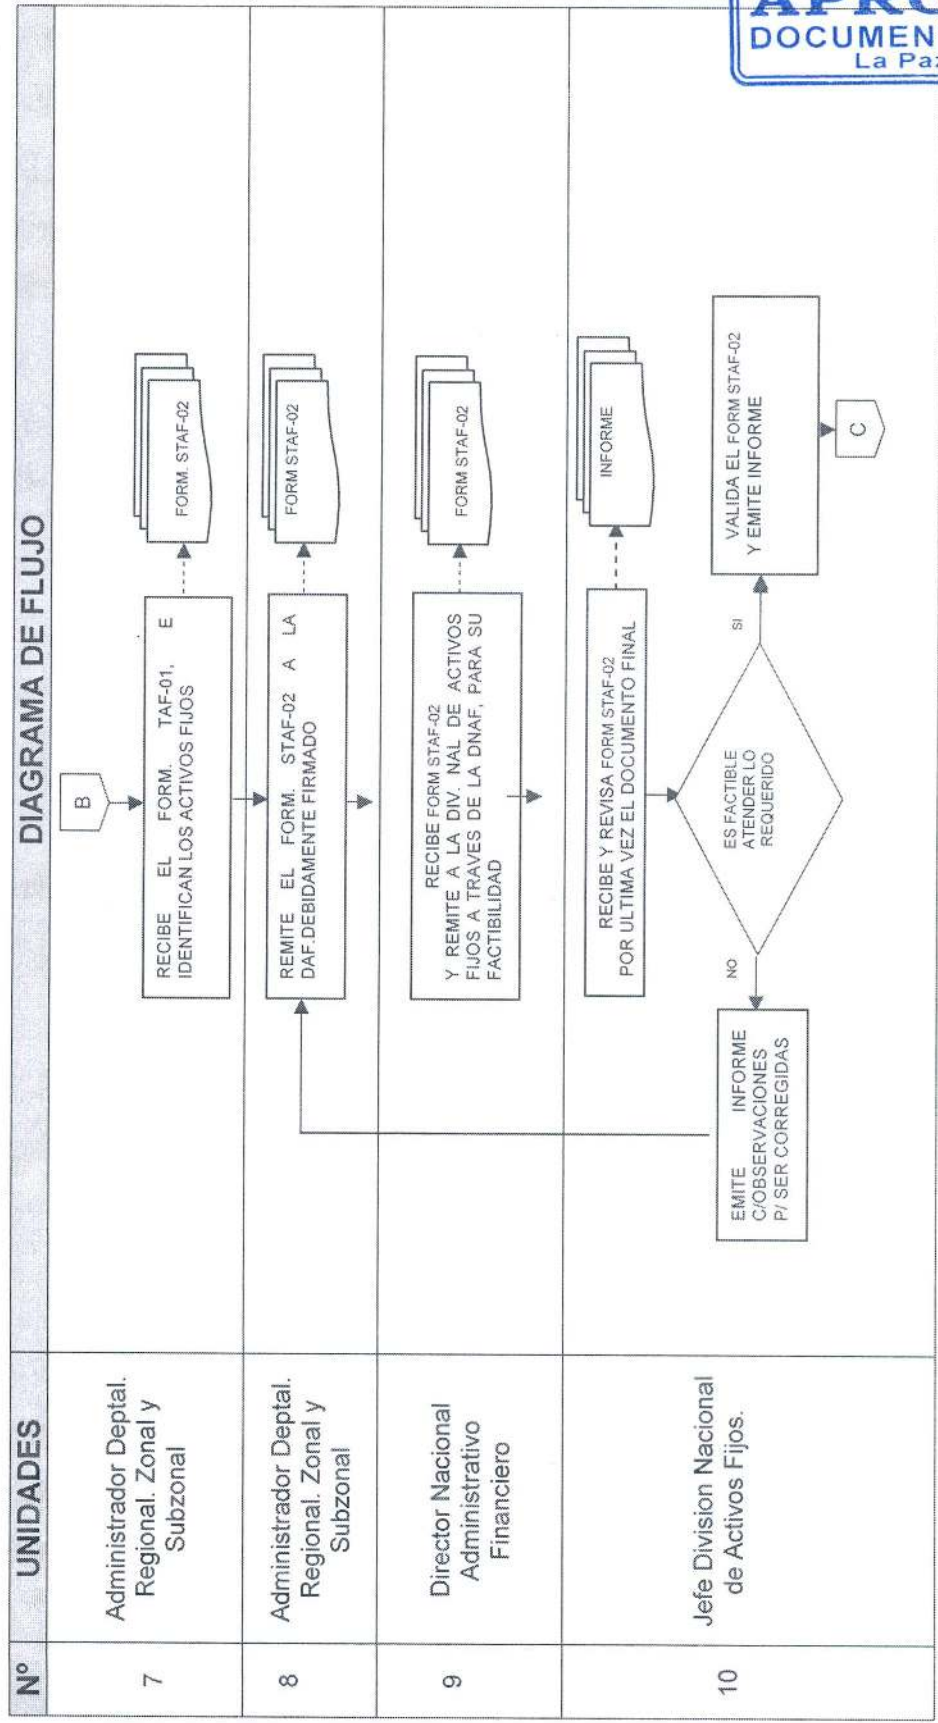 Nº UNIDADES DIAGRAMA DE FLUJO
7
Administrador Deptal.
Regional. Zonal y
Subzonal
B
RECIBE EL FORM. TAF-01, E
IDENTIFICAN LOS ACTIVOS FIJOS
FORM. STAF-02
8
Administrador Deptal.
Regional. Zonal y
Subzonal
REMITE EL FORM. STAF-02 A LA
DAF.DEBIDAMENTE FIRMADO
FORM STAF-02
9
Director Nacional
Administrativo
Financiero
RECIBE FORM STAF-02
Y REMITE A LA DIV. NAL DE ACTIVOS
FIJOS A TRAVES DE LA DNAF, PARA SU
FACTIBILIDAD
FORM STAF-02
10
Jefe Division Nacional
de Activos Fijos.
RECIBE Y REVISA FORM STAF-02
POR ULTIMA VEZ EL DOCUMENTO FINAL
INFORME
ES FACTIBLE
ATENDER LO
REQUERIDO
NO
EMITE INFORME
C/OBSERVACIONES
P/ SER CORREGIDAS
SI
VALIDA EL FORM STAF-02
Y EMITE INFORME
C
DOCUMEN
La Paz